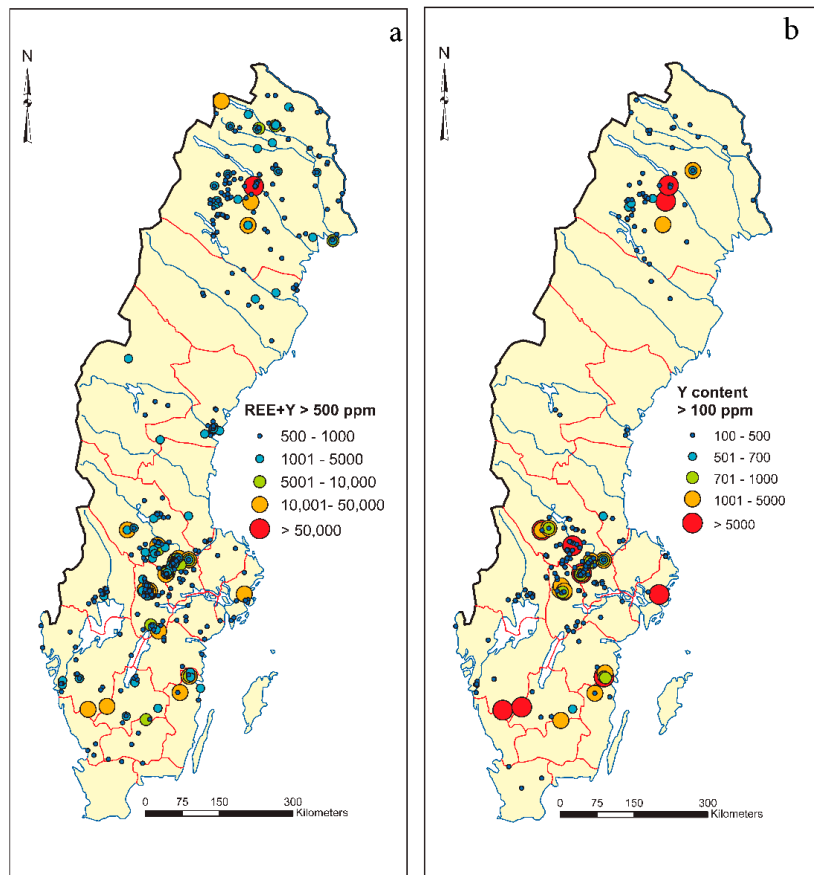 a
N
REE+Y > 500 ppm
500 - 1000
1001 - 5000
5001 - 10,000
10,001- 50,000
> 50,000
0 75 150 300
Kilometers
b
N
Y content
> 100 ppm
100 - 500
501 - 700
701 - 1000
1001 - 5000
> 5000
0 75 150 300
Kilometers